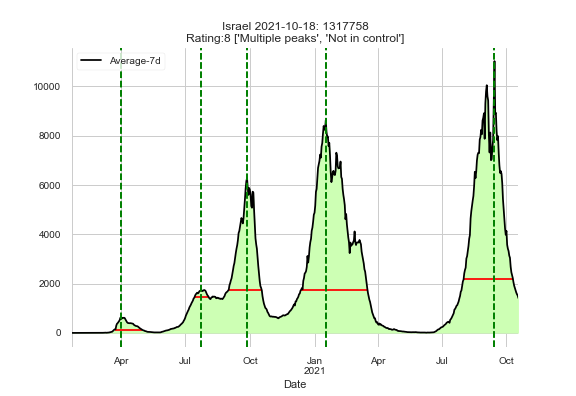 Israel 2021-10-18: 1317758
Rating:8 ['Multiple peaks', 'Not in control']
Average-7d
10000
8000
6000
4000
2000
0
Apr Jul Oct Jan Apr Jul Oct
2021
Date